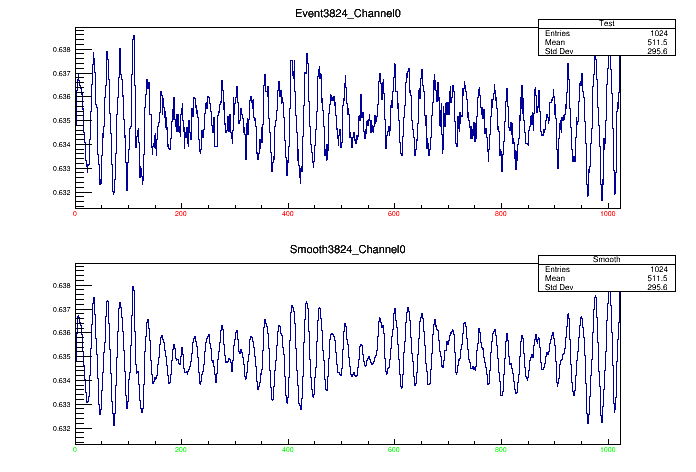 Event3824_Channel0
Test
Entries 1024
Mean 511.5
Std Dev 295.6
0.638
0.637
0.636
0.635
0.634
0.633
0.632
0 200 400 600 800 1000
Smooth3824_Channel0
Smooth
Entries 1024
Mean 511.5
Std Dev 295.6
0.638
0.637
0.636
0.635
0.634
0.633
0.632
0 200 400 600 800 1000